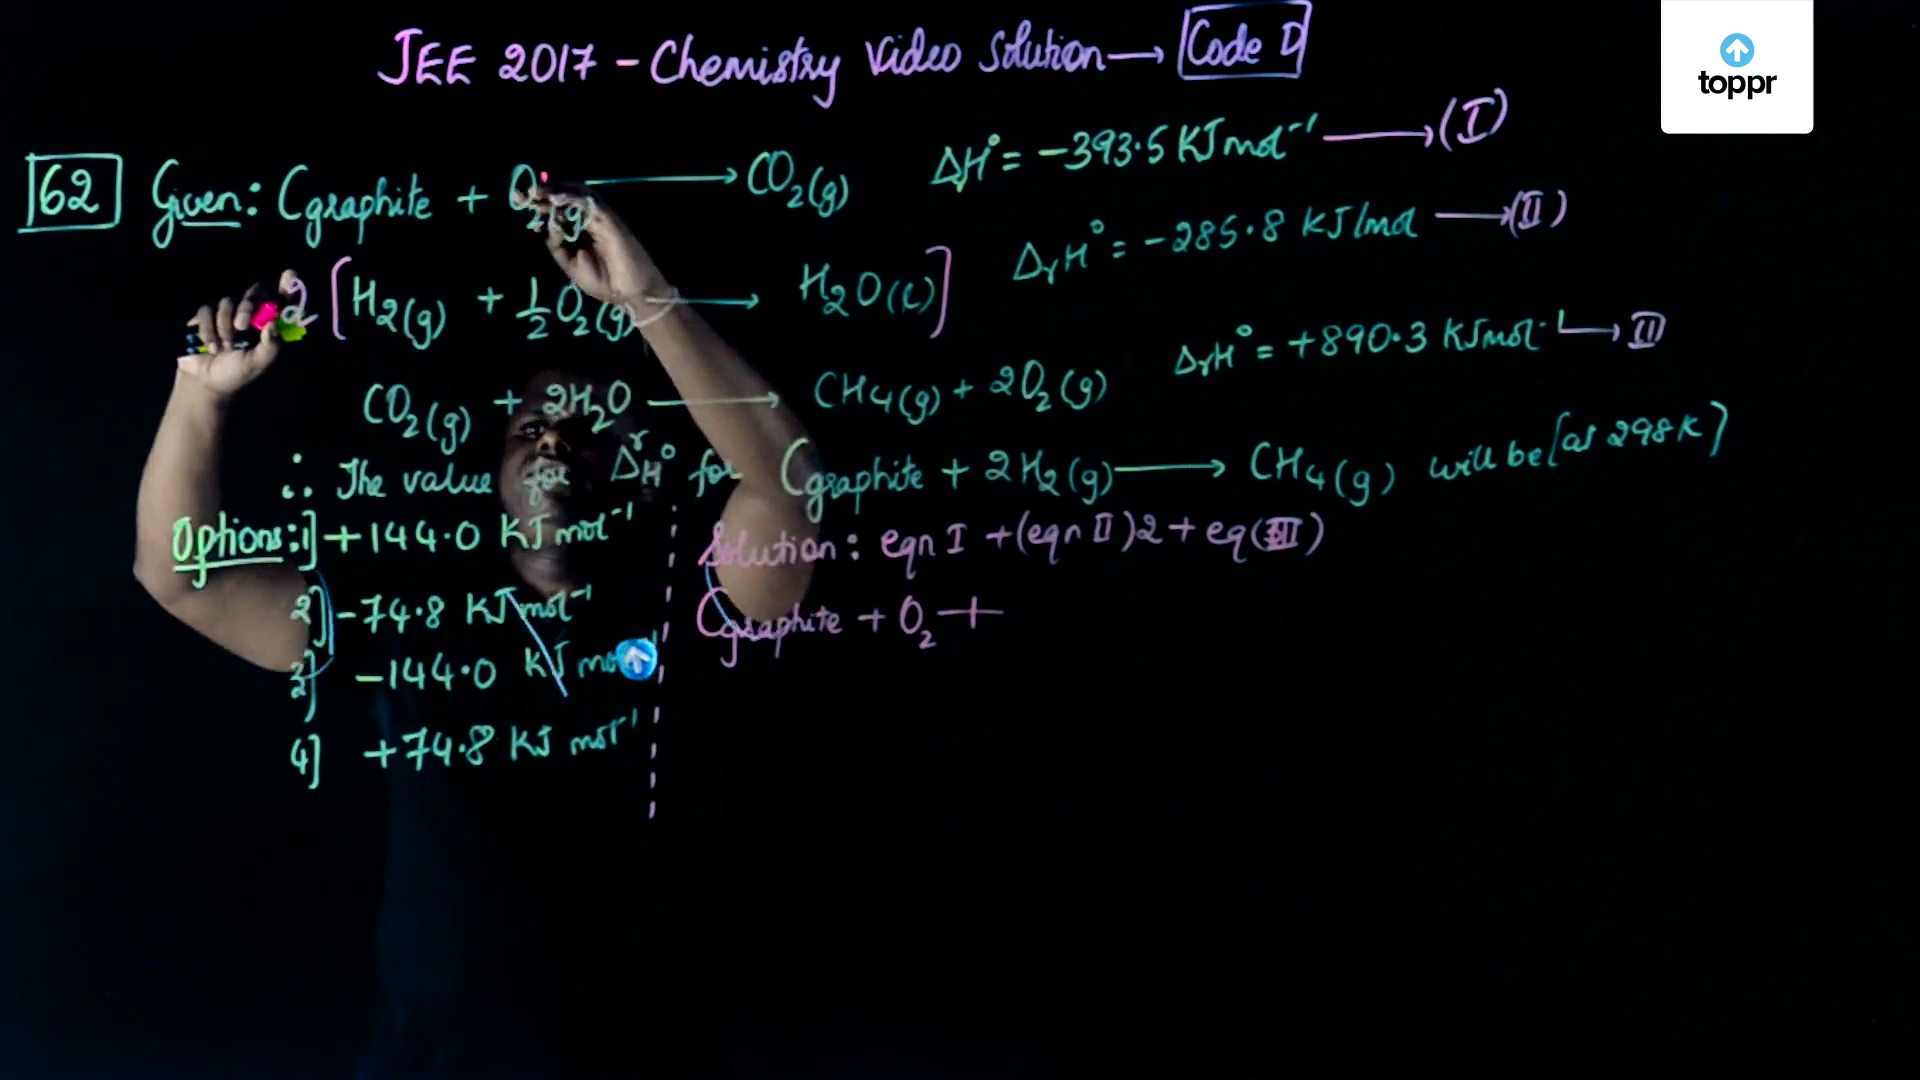 JEE 2017 - Chemistry Video Solution → Code D
toppr
62 Given: Cgraphite + O₂(g) → CO₂(g) ΔᵣH° = -393.5 KJ mol⁻¹ → (I)
2 [H₂(g) + 1/2 O₂(g) → H₂O(l)] ΔᵣH° = -285.8 KJ/mol → (II)
CO₂(g) + 2H₂O → CH₄(g) + 2O₂(g) ΔᵣH° = +890.3 KJ mol⁻¹ → III
∴ The value for ΔᵣH° for Cgraphite + 2H₂(g) → CH₄(g) will be [at 298K]
Options: 1] +144.0 KJ mol⁻¹
2] -74.8 KJ mol⁻¹
3] -144.0 KJ
4] +74.8 KJ mol⁻¹
Solution: eqn I + (eqn II)2 + eq(III)
Cgraphite + O₂ +